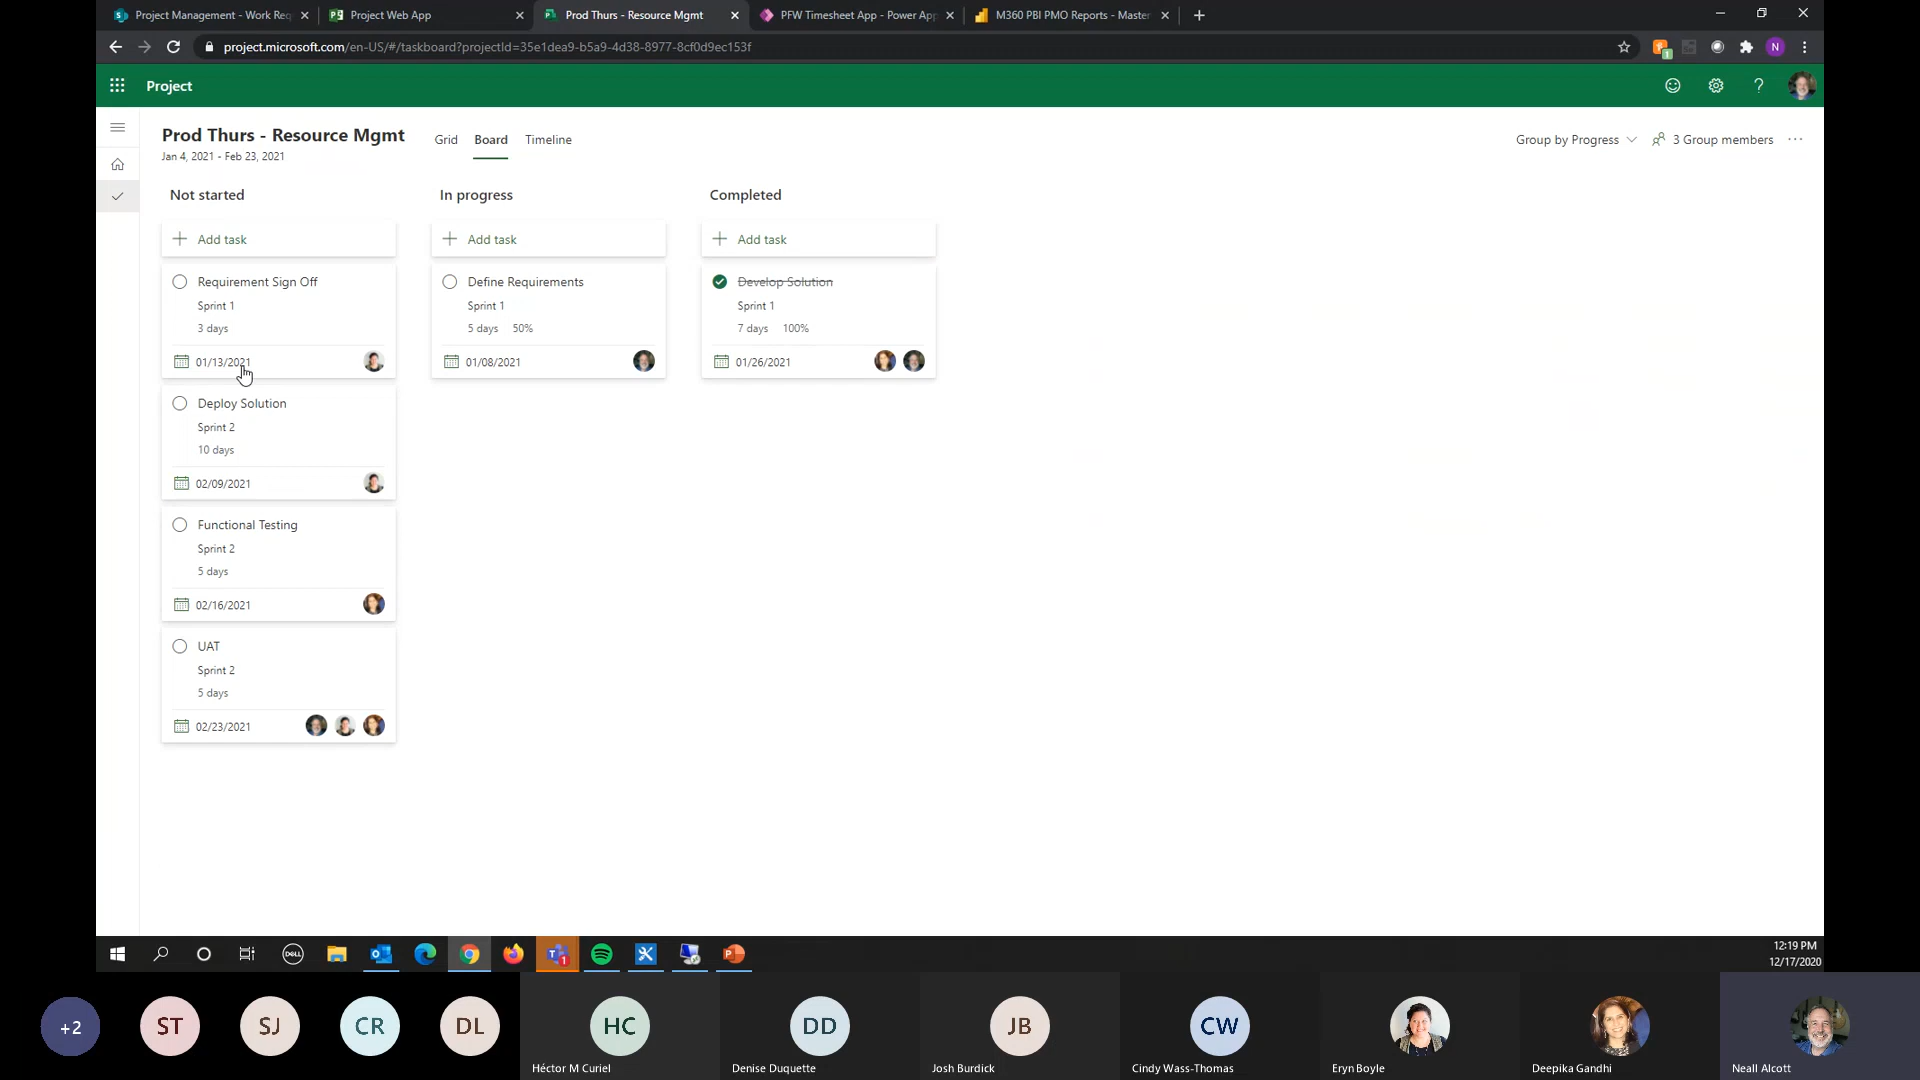 Project Management - Work Req
Project Web App
Prod Thurs - Resource Mgmt
PFW Timesheet App - Power App
M360 PBI PMO Reports - Master
project.microsoft.com/en-US/#/taskboard?projectId=35e1dea9-b5a9-4d38-8977-8cf0d9ec153f
N
Project
?
Prod Thurs - Resource Mgmt
Jan 4, 2021 - Feb 23, 2021
Grid
Board
Timeline
Group by Progress
3 Group members
Not started
Add task
Requirement Sign Off
Sprint 1
3 days
01/13/2021
Deploy Solution
Sprint 2
10 days
02/09/2021
Functional Testing
Sprint 2
5 days
02/16/2021
UAT
Sprint 2
5 days
02/23/2021
In progress
Add task
Define Requirements
Sprint 1
5 days 50%
01/08/2021
Completed
Add task
Develop Solution
Sprint 1
7 days 100%
01/26/2021
DELL
12:19 PM
12/17/2020
+2
ST
SJ
CR
DL
HC
Héctor M Curiel
DD
Denise Duquette
JB
Josh Burdick
CW
Cindy Wass-Thomas
Eryn Boyle
Deepika Gandhi
Neall Alcott